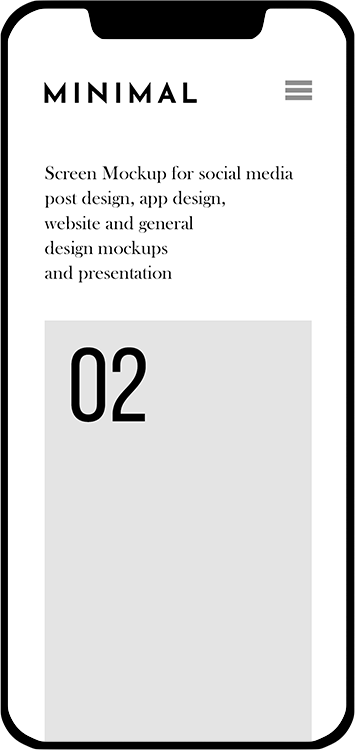 MINIMAL
Screen Mockup for social media
post design, app design,
website and general
design mockups
and presentation
02